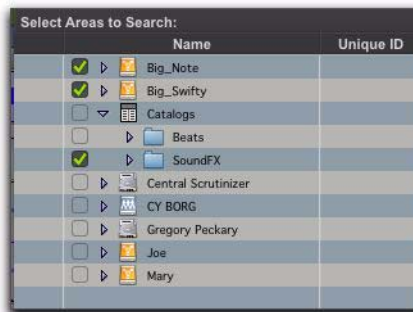 Select Areas to Search:
Name Unique ID
Big_Note
Big_Swifty
Catalogs
Beats
SoundFX
Central Scrutinizer
CY BORG
Gregory Peckary
Joe
Mary